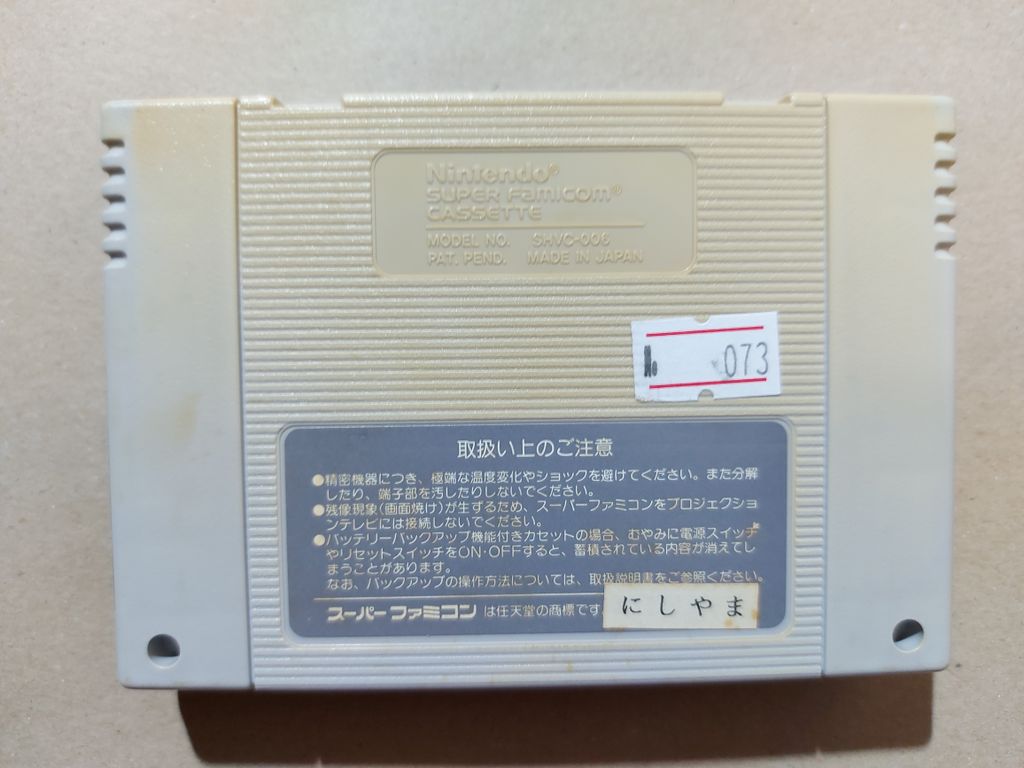 Nintendo®
SUPER FAMICOM®
CASSETTE
MODEL NO. SHVC-006
PAT. PEND. MADE IN JAPAN
073
取扱い上のご注意
●精密機器につき、極端な温度変化やショックを避けてください。また分解
したり、端子部を汚したりしないでください。
●残像現象(画面焼け)が生ずるため、スーパーファミコンをプロジェクショ
ンテレビには接続しないでください。
●バッテリーバックアップ機能付きカセットの場合、むやみに電源スイッチ
やリセットスイッチをON・OFFすると、蓄積されている内容が消えてし
まうことがあります。
なお、バックアップの操作方法については、取扱説明書をご参照ください。
スーパーファミコン は任天堂の商標です
にしやま